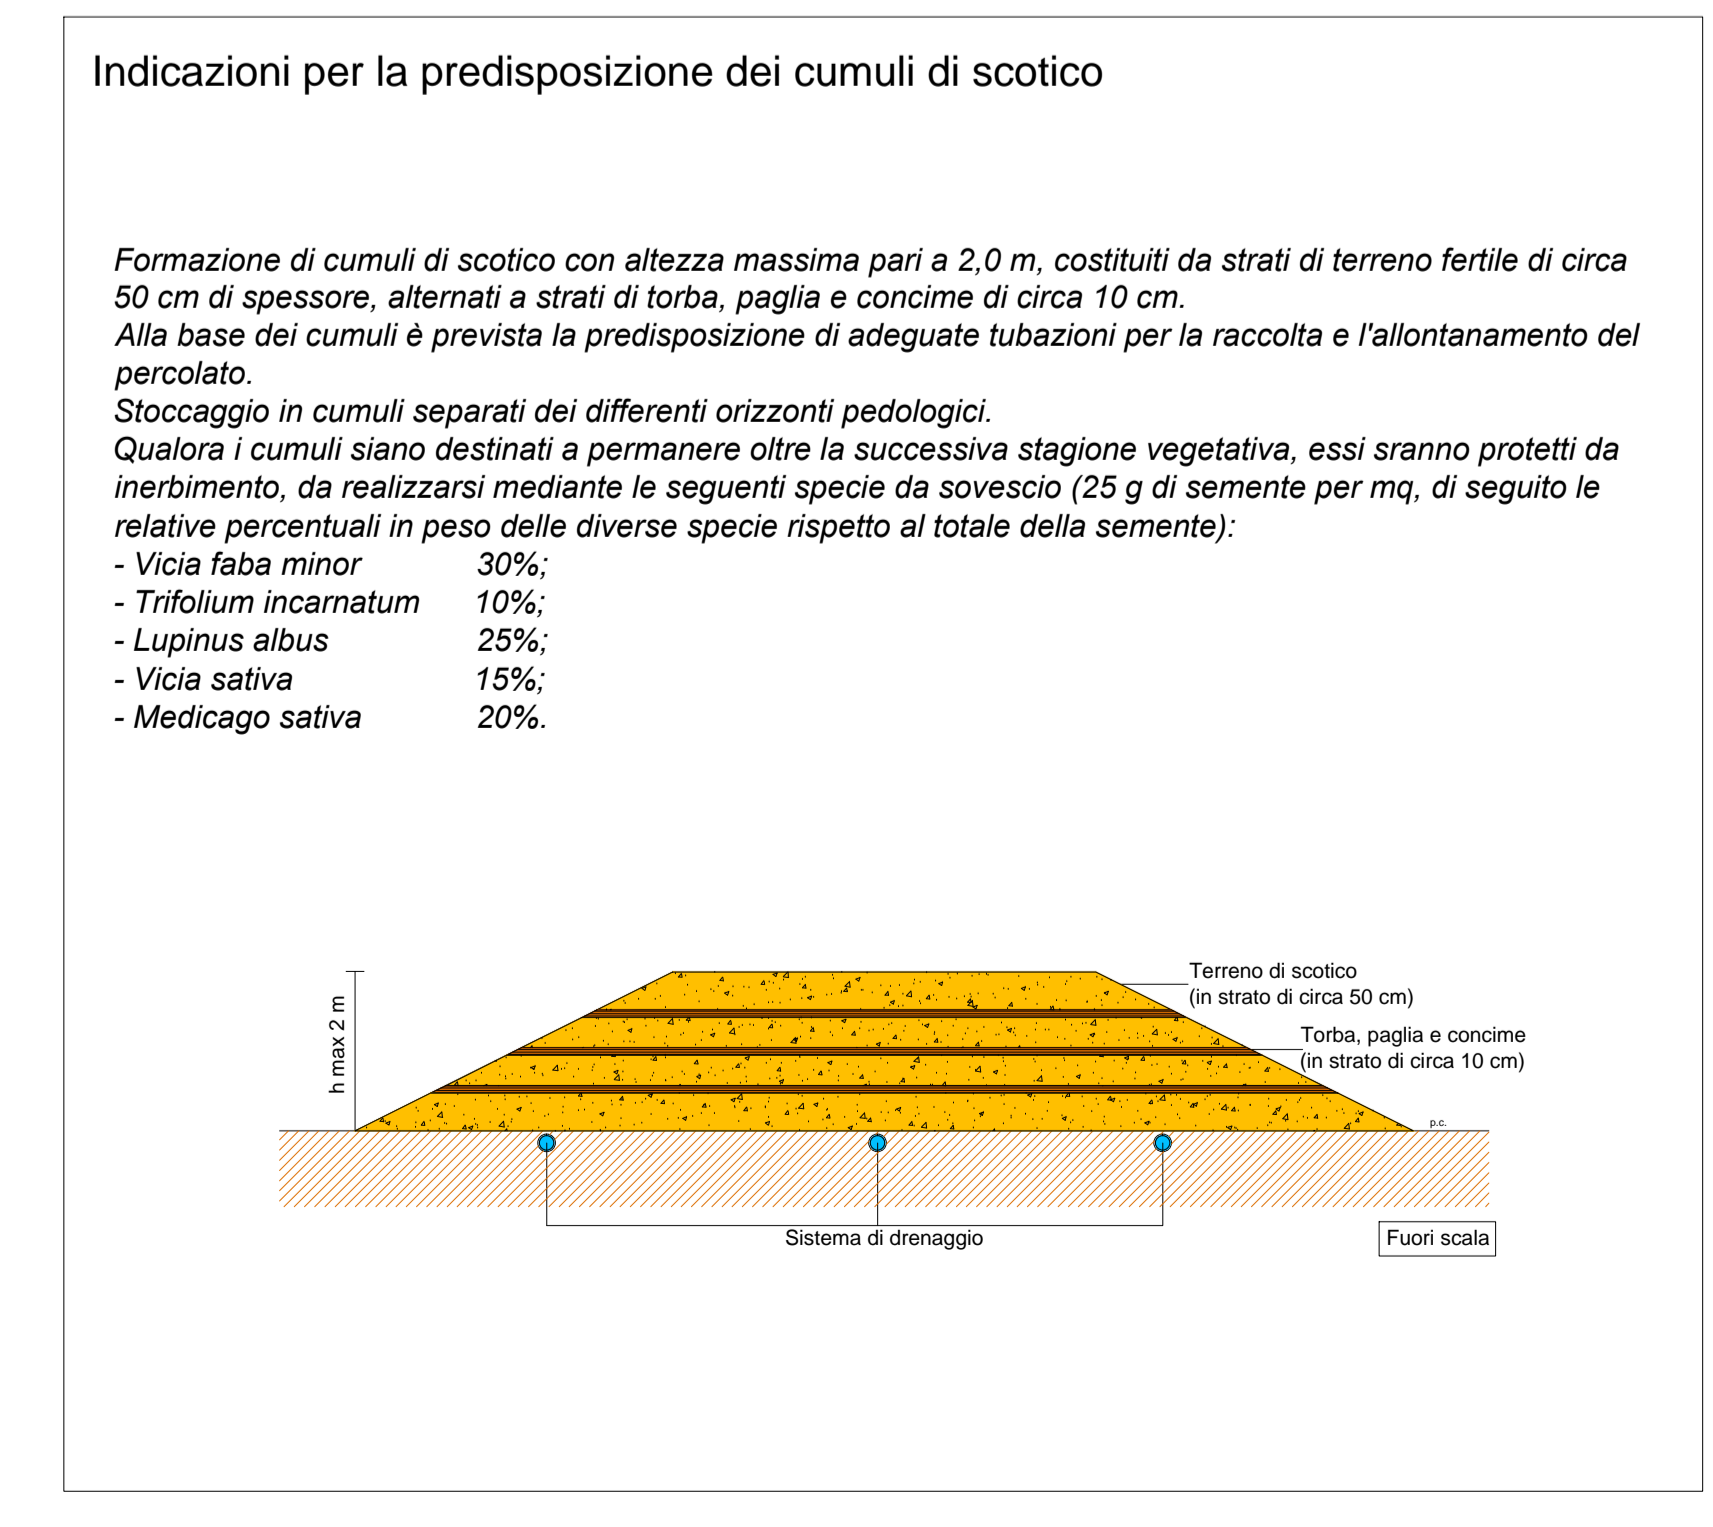 Indicazioni per la predisposizione dei cumuli di scotico
Formazione di cumuli di scotico con altezza massima pari a 2,0 m, costituiti da strati di terreno fertile di circa
50 cm di spessore, alternati a strati di torba, paglia e concime di circa 10 cm.
Alla base dei cumuli è prevista la predisposizione di adeguate tubazioni per la raccolta e l'allontanamento del
percolato.
Stoccaggio in cumuli separati dei differenti orizzonti pedologici.
Qualora i cumuli siano destinati a permanere oltre la successiva stagione vegetativa, essi sranno protetti da
inerbimento, da realizzarsi mediante le seguenti specie da sovescio (25 g di semente per mq, di seguito le
relative percentuali in peso delle diverse specie rispetto al totale della semente):
- Vicia faba minor 30%;
- Trifolium incarnatum 10%;
- Lupinus albus 25%;
- Vicia sativa 15%;
- Medicago sativa 20%.
h max 2 m
Terreno di scotico
(in strato di circa 50 cm)
Torba, paglia e concime
(in strato di circa 10 cm)
p.c.
Sistema di drenaggio
Fuori scala